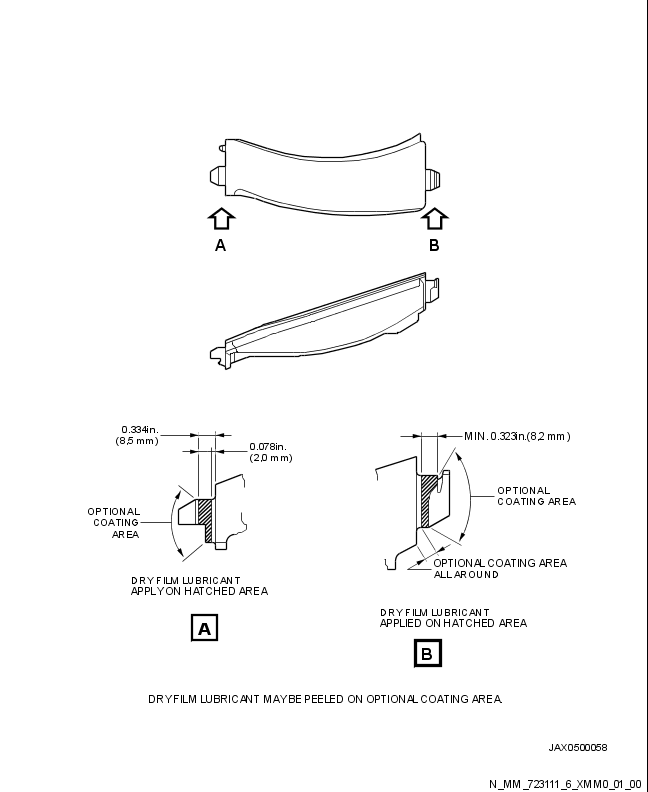 A
B
0.334in.
(8,5 mm)
0.078in.
(2,0 mm)
OPTIONAL
COATING
AREA
DRY FILM LUBRICANT
APPLY ON HATCHED AREA
A
MIN. 0.323in.(8,2 mm)
OPTIONAL
COATING AREA
OPTIONAL COATING AREA
ALL AROUND
DRY FILM LUBRICANT
APPLIED ON HATCHED AREA
B
DRY FILM LUBRICANT MAY BE PEELED ON OPTIONAL COATING AREA.
JAX0500058
N_MM_723111_6_XMM0_01_00